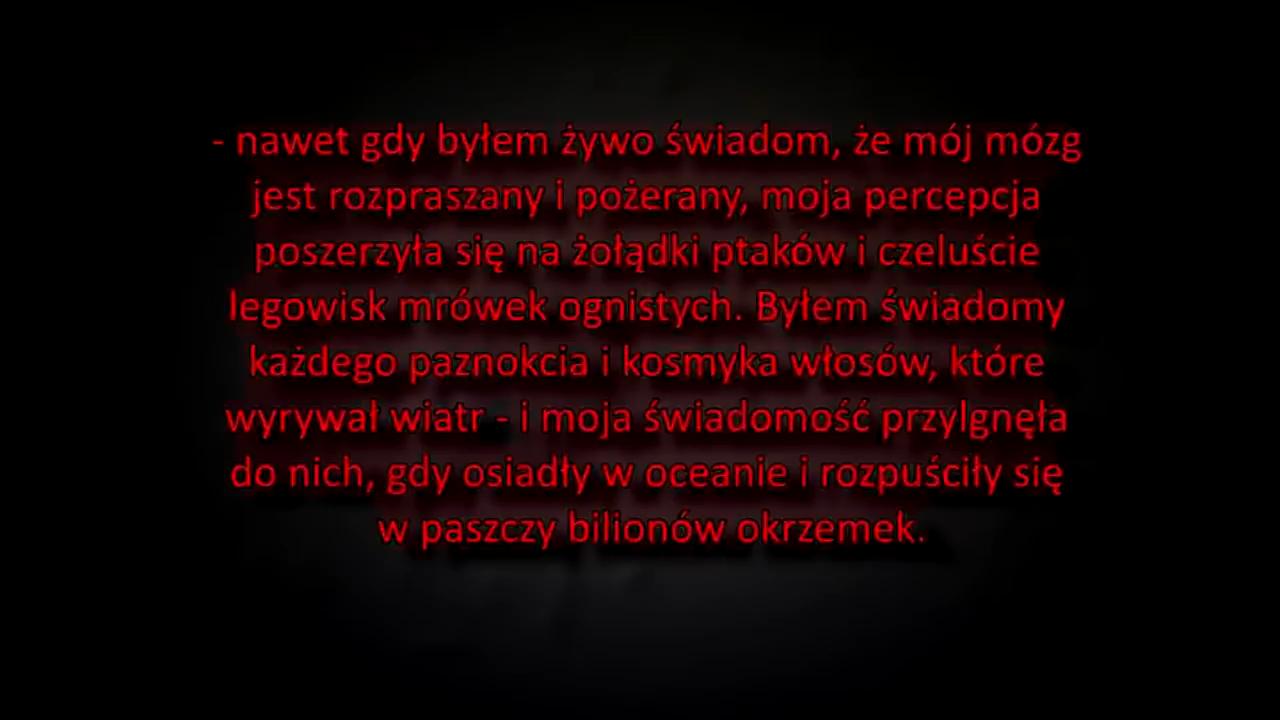 - nawet gdy byłem żywo świadom, że mój mózg
jest rozpraszany i pożerany, moja percepcja
poszerzyła się na żołądki ptaków i czeluście
legowisk mrówek ognistych. Byłem świadomy
każdego paznokcia i kosmyka włosów, które
wyrywał wiatr - i moja świadomość przylgnęła
do nich, gdy osiadły w oceanie i rozpuściły się
w paszczy bilionów okrzemek.